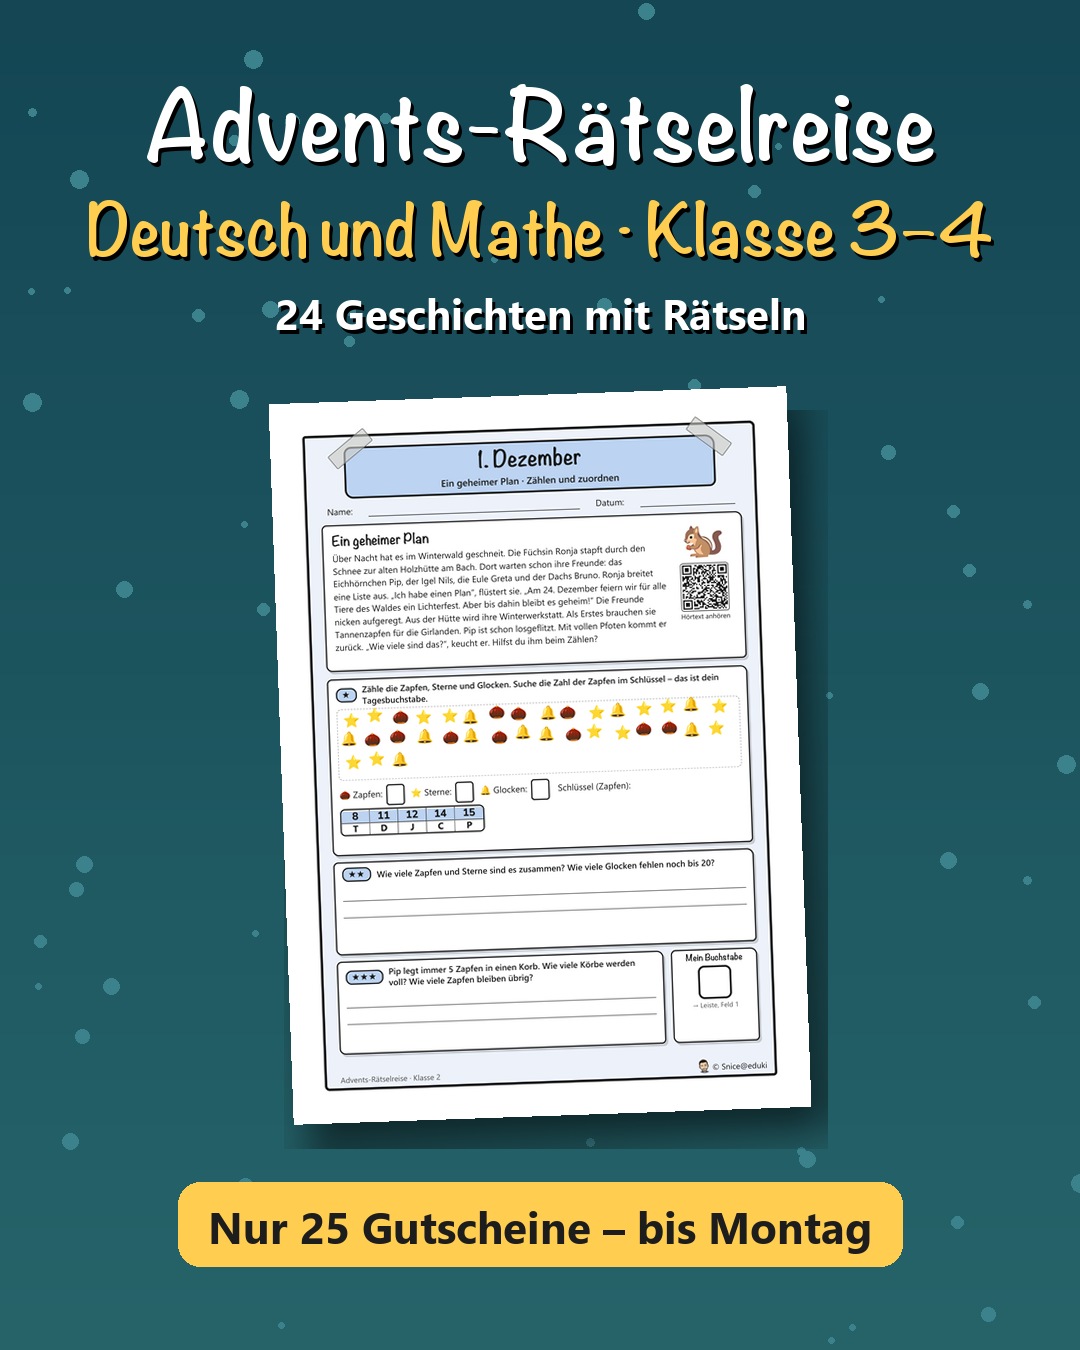 Advents-Rätselreise
Deutsch und Mathe · Klasse 3–4
24 Geschichten mit Rätseln
1. Dezember
Ein geheimer Plan · Zählen und zuordnen
Name:
Datum:
Ein geheimer Plan
Über Nacht hat es im Winterwald geschneit. Die Füchsin Ronja stapft durch den
Schnee zur alten Holzhütte am Bach. Dort warten schon ihre Freunde: das
Eichhörnchen Pip, der Igel Nils, die Eule Greta und der Dachs Bruno. Ronja breitet
eine Liste aus. „Ich habe einen Plan", flüstert sie. „Am 24. Dezember feiern wir für alle
Tiere des Waldes ein Lichterfest. Aber bis dahin bleibt es geheim!" Die Freunde
nicken aufgeregt. Aus der Hütte wird ihre Winterwerkstatt. Als Erstes brauchen sie
Tannenzapfen für die Girlanden. Pip ist schon losgeflitzt. Mit vollen Pfoten kommt er
zurück. „Wie viele sind das?", keucht er. Hilfst du ihm beim Zählen?
Hörtext anhören
★ Zähle die Zapfen, Sterne und Glocken. Suche die Zahl der Zapfen im Schlüssel – das ist dein
Tagesbuchstabe.
Zapfen: Sterne: Glocken: Schlüssel (Zapfen):
8 11 12 14 15
T D J C P
★★ Wie viele Zapfen und Sterne sind es zusammen? Wie viele Glocken fehlen noch bis 20?
★★★ Pip legt immer 5 Zapfen in einen Korb. Wie viele Körbe werden
voll? Wie viele Zapfen bleiben übrig?
Mein Buchstabe
→ Leiste, Feld 1
Advents-Rätselreise · Klasse 2
© Snice@eduki
Nur 25 Gutscheine – bis Montag